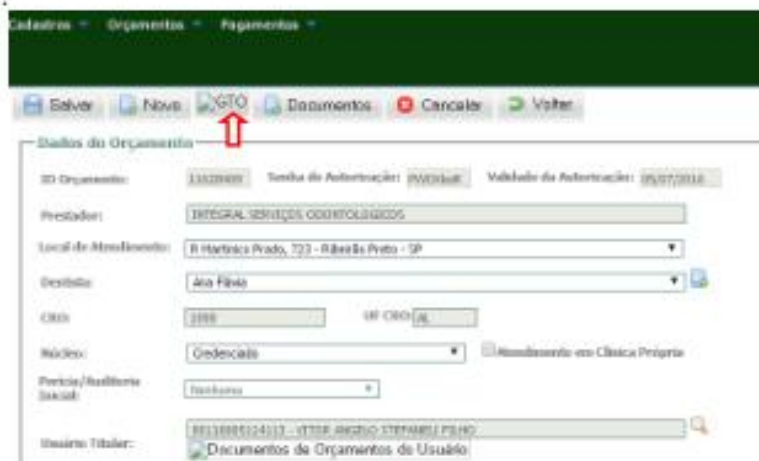 Cadastros Orçamentos Pagamentos
Salvar Novo GTO Documentos Cancelar Voltar
Dados do Orçamento
ID Orçamento: Senha de Autorização: Validade da Autorização: 05/07/2018
Prestador: INTEGRAL SERVIÇOS ODONTOLOGICOS
Local de Atendimento: R Martinico Prado, 723 - Ribeirão Preto - SP
Dentista: Ana Flávia
CRO: UF CRO: AL
Núcleo: Credenciado Atendimento em Clínica Própria
Perícia/Auditoria
Inicial: Nenhuma
Usuário Titular: - VITOR ANGELO STEFANELI FILHO
Documentos de Orçamentos do Usuário